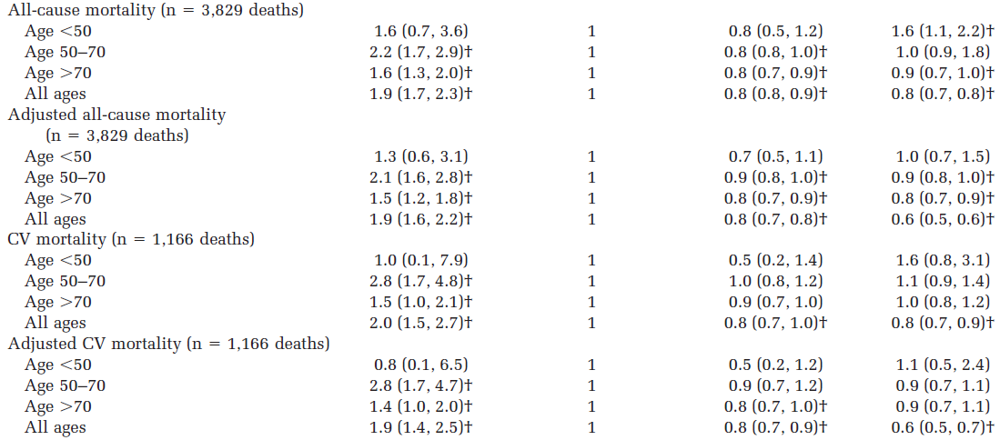 All-cause mortality (n = 3,829 deaths)
Age <50 1.6 (0.7, 3.6) 1 0.8 (0.5, 1.2) 1.6 (1.1, 2.2)†
Age 50–70 2.2 (1.7, 2.9)† 1 0.8 (0.8, 1.0)† 1.0 (0.9, 1.8)
Age >70 1.6 (1.3, 2.0)† 1 0.8 (0.7, 0.9)† 0.9 (0.7, 1.0)†
All ages 1.9 (1.7, 2.3)† 1 0.8 (0.8, 0.9)† 0.8 (0.7, 0.8)†
Adjusted all-cause mortality
(n = 3,829 deaths)
Age <50 1.3 (0.6, 3.1) 1 0.7 (0.5, 1.1) 1.0 (0.7, 1.5)
Age 50–70 2.1 (1.6, 2.8)† 1 0.9 (0.8, 1.0)† 0.9 (0.8, 1.0)†
Age >70 1.5 (1.2, 1.8)† 1 0.8 (0.7, 0.9)† 0.8 (0.7, 0.9)†
All ages 1.9 (1.6, 2.2)† 1 0.8 (0.7, 0.8)† 0.6 (0.5, 0.6)†
CV mortality (n = 1,166 deaths)
Age <50 1.0 (0.1, 7.9) 1 0.5 (0.2, 1.4) 1.6 (0.8, 3.1)
Age 50–70 2.8 (1.7, 4.8)† 1 1.0 (0.8, 1.2) 1.1 (0.9, 1.4)
Age >70 1.5 (1.0, 2.1)† 1 0.9 (0.7, 1.0) 1.0 (0.8, 1.2)
All ages 2.0 (1.5, 2.7)† 1 0.8 (0.7, 1.0)† 0.8 (0.7, 0.9)†
Adjusted CV mortality (n = 1,166 deaths)
Age <50 0.8 (0.1, 6.5) 1 0.5 (0.2, 1.2) 1.1 (0.5, 2.4)
Age 50–70 2.8 (1.7, 4.7)† 1 0.9 (0.7, 1.2) 0.9 (0.7, 1.1)
Age >70 1.4 (1.0, 2.0)† 1 0.8 (0.7, 1.0)† 0.9 (0.7, 1.1)
All ages 1.9 (1.4, 2.5)† 1 0.8 (0.7, 0.9)† 0.6 (0.5, 0.7)†